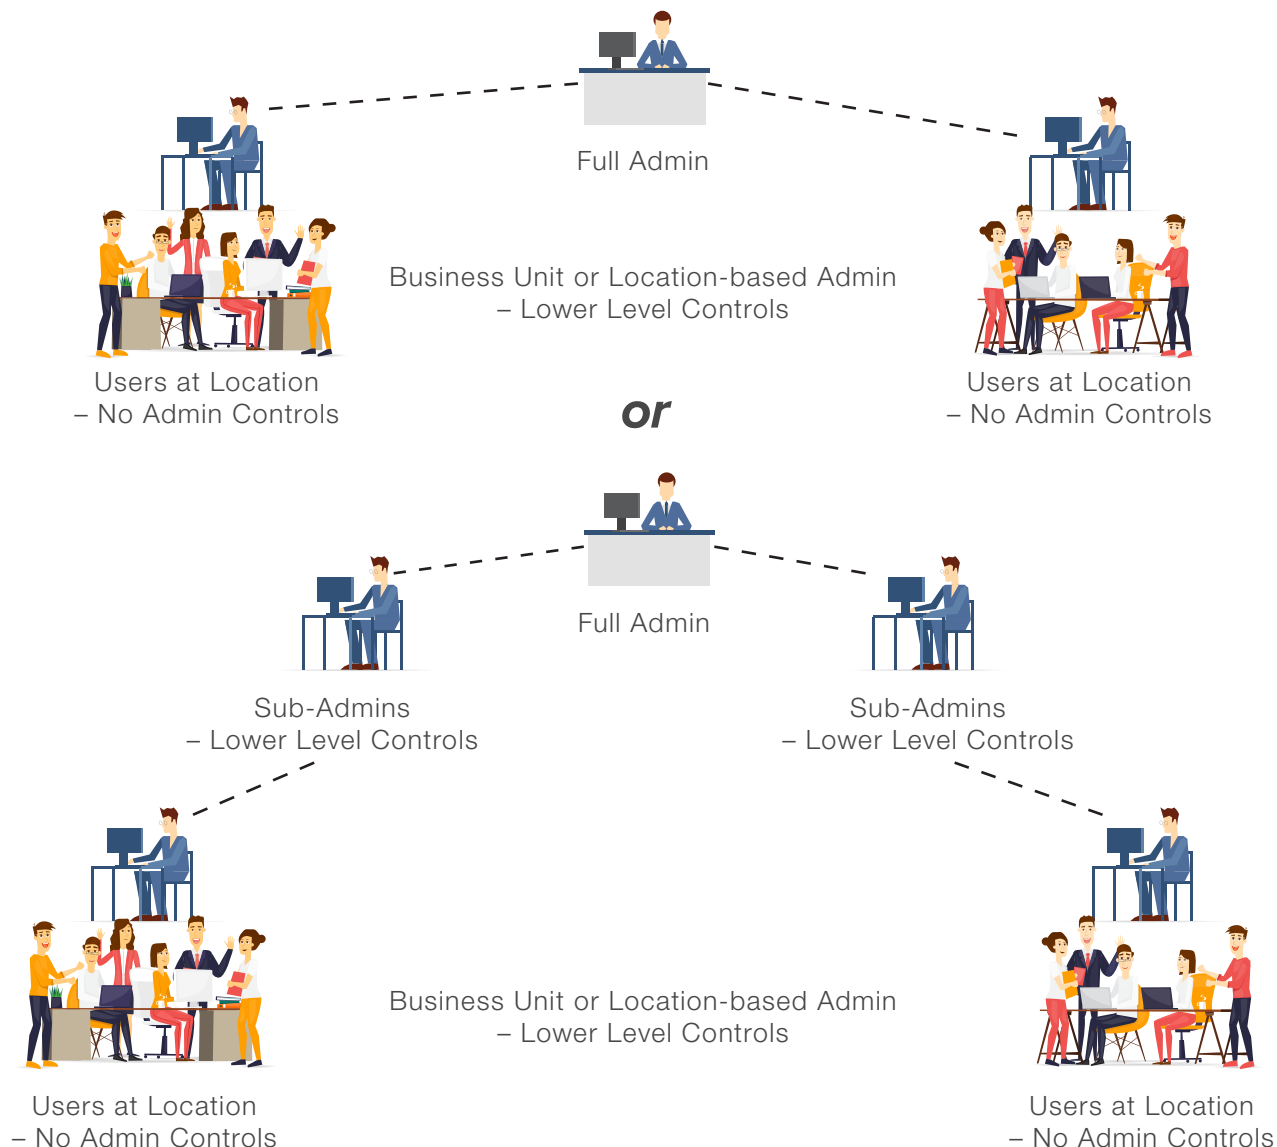 Full Admin
Business Unit or Location-based Admin
– Lower Level Controls
Users at Location
– No Admin Controls
Users at Location
– No Admin Controls
or
Full Admin
Sub-Admins
– Lower Level Controls
Sub-Admins
– Lower Level Controls
Business Unit or Location-based Admin
– Lower Level Controls
Users at Location
– No Admin Controls
Users at Location
– No Admin Controls